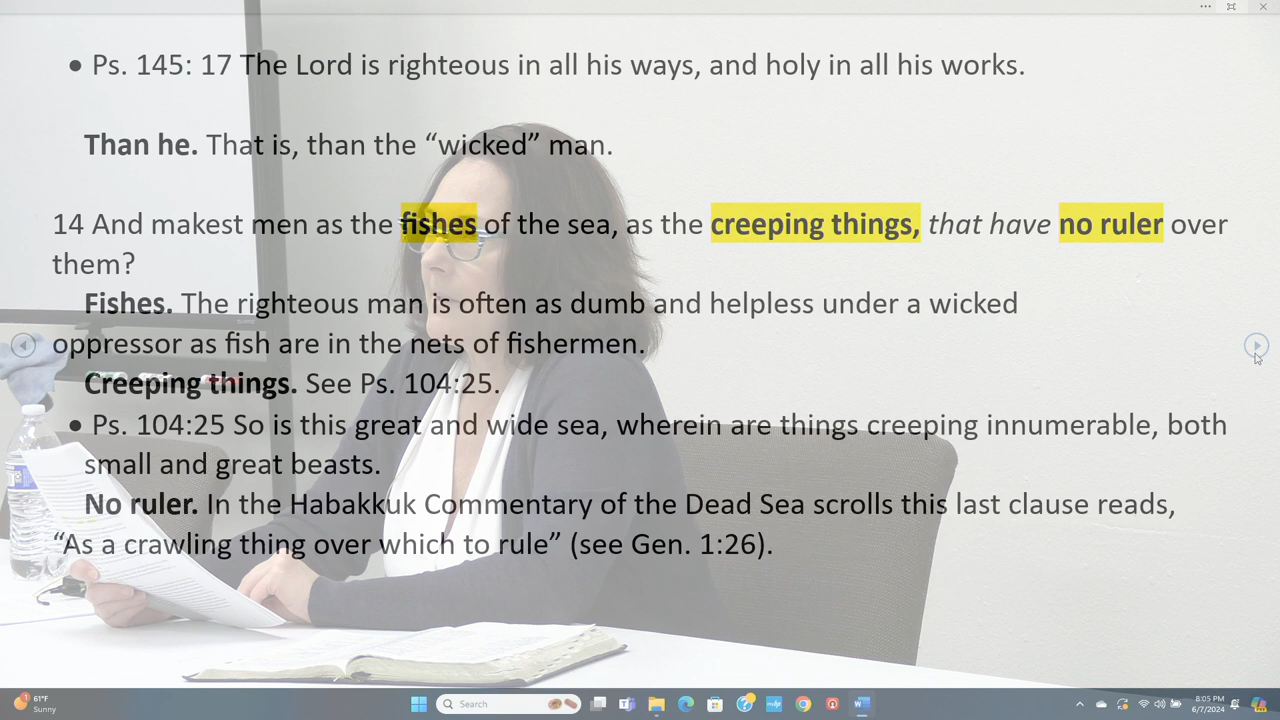 • Ps. 145: 17 The Lord is righteous in all his ways, and holy in all his works.
Than he. That is, than the “wicked” man.
14 And makest men as the fishes of the sea, as the creeping things, that have no ruler over
them?
Fishes. The righteous man is often as dumb and helpless under a wicked
oppressor as fish are in the nets of fishermen.
Creeping things. See Ps. 104:25.
• Ps. 104:25 So is this great and wide sea, wherein are things creeping innumerable, both
small and great beasts.
No ruler. In the Habakkuk Commentary of the Dead Sea scrolls this last clause reads,
“As a crawling thing over which to rule” (see Gen. 1:26).
1
61°F
Sunny
Search
8:05 PM
6/7/2024